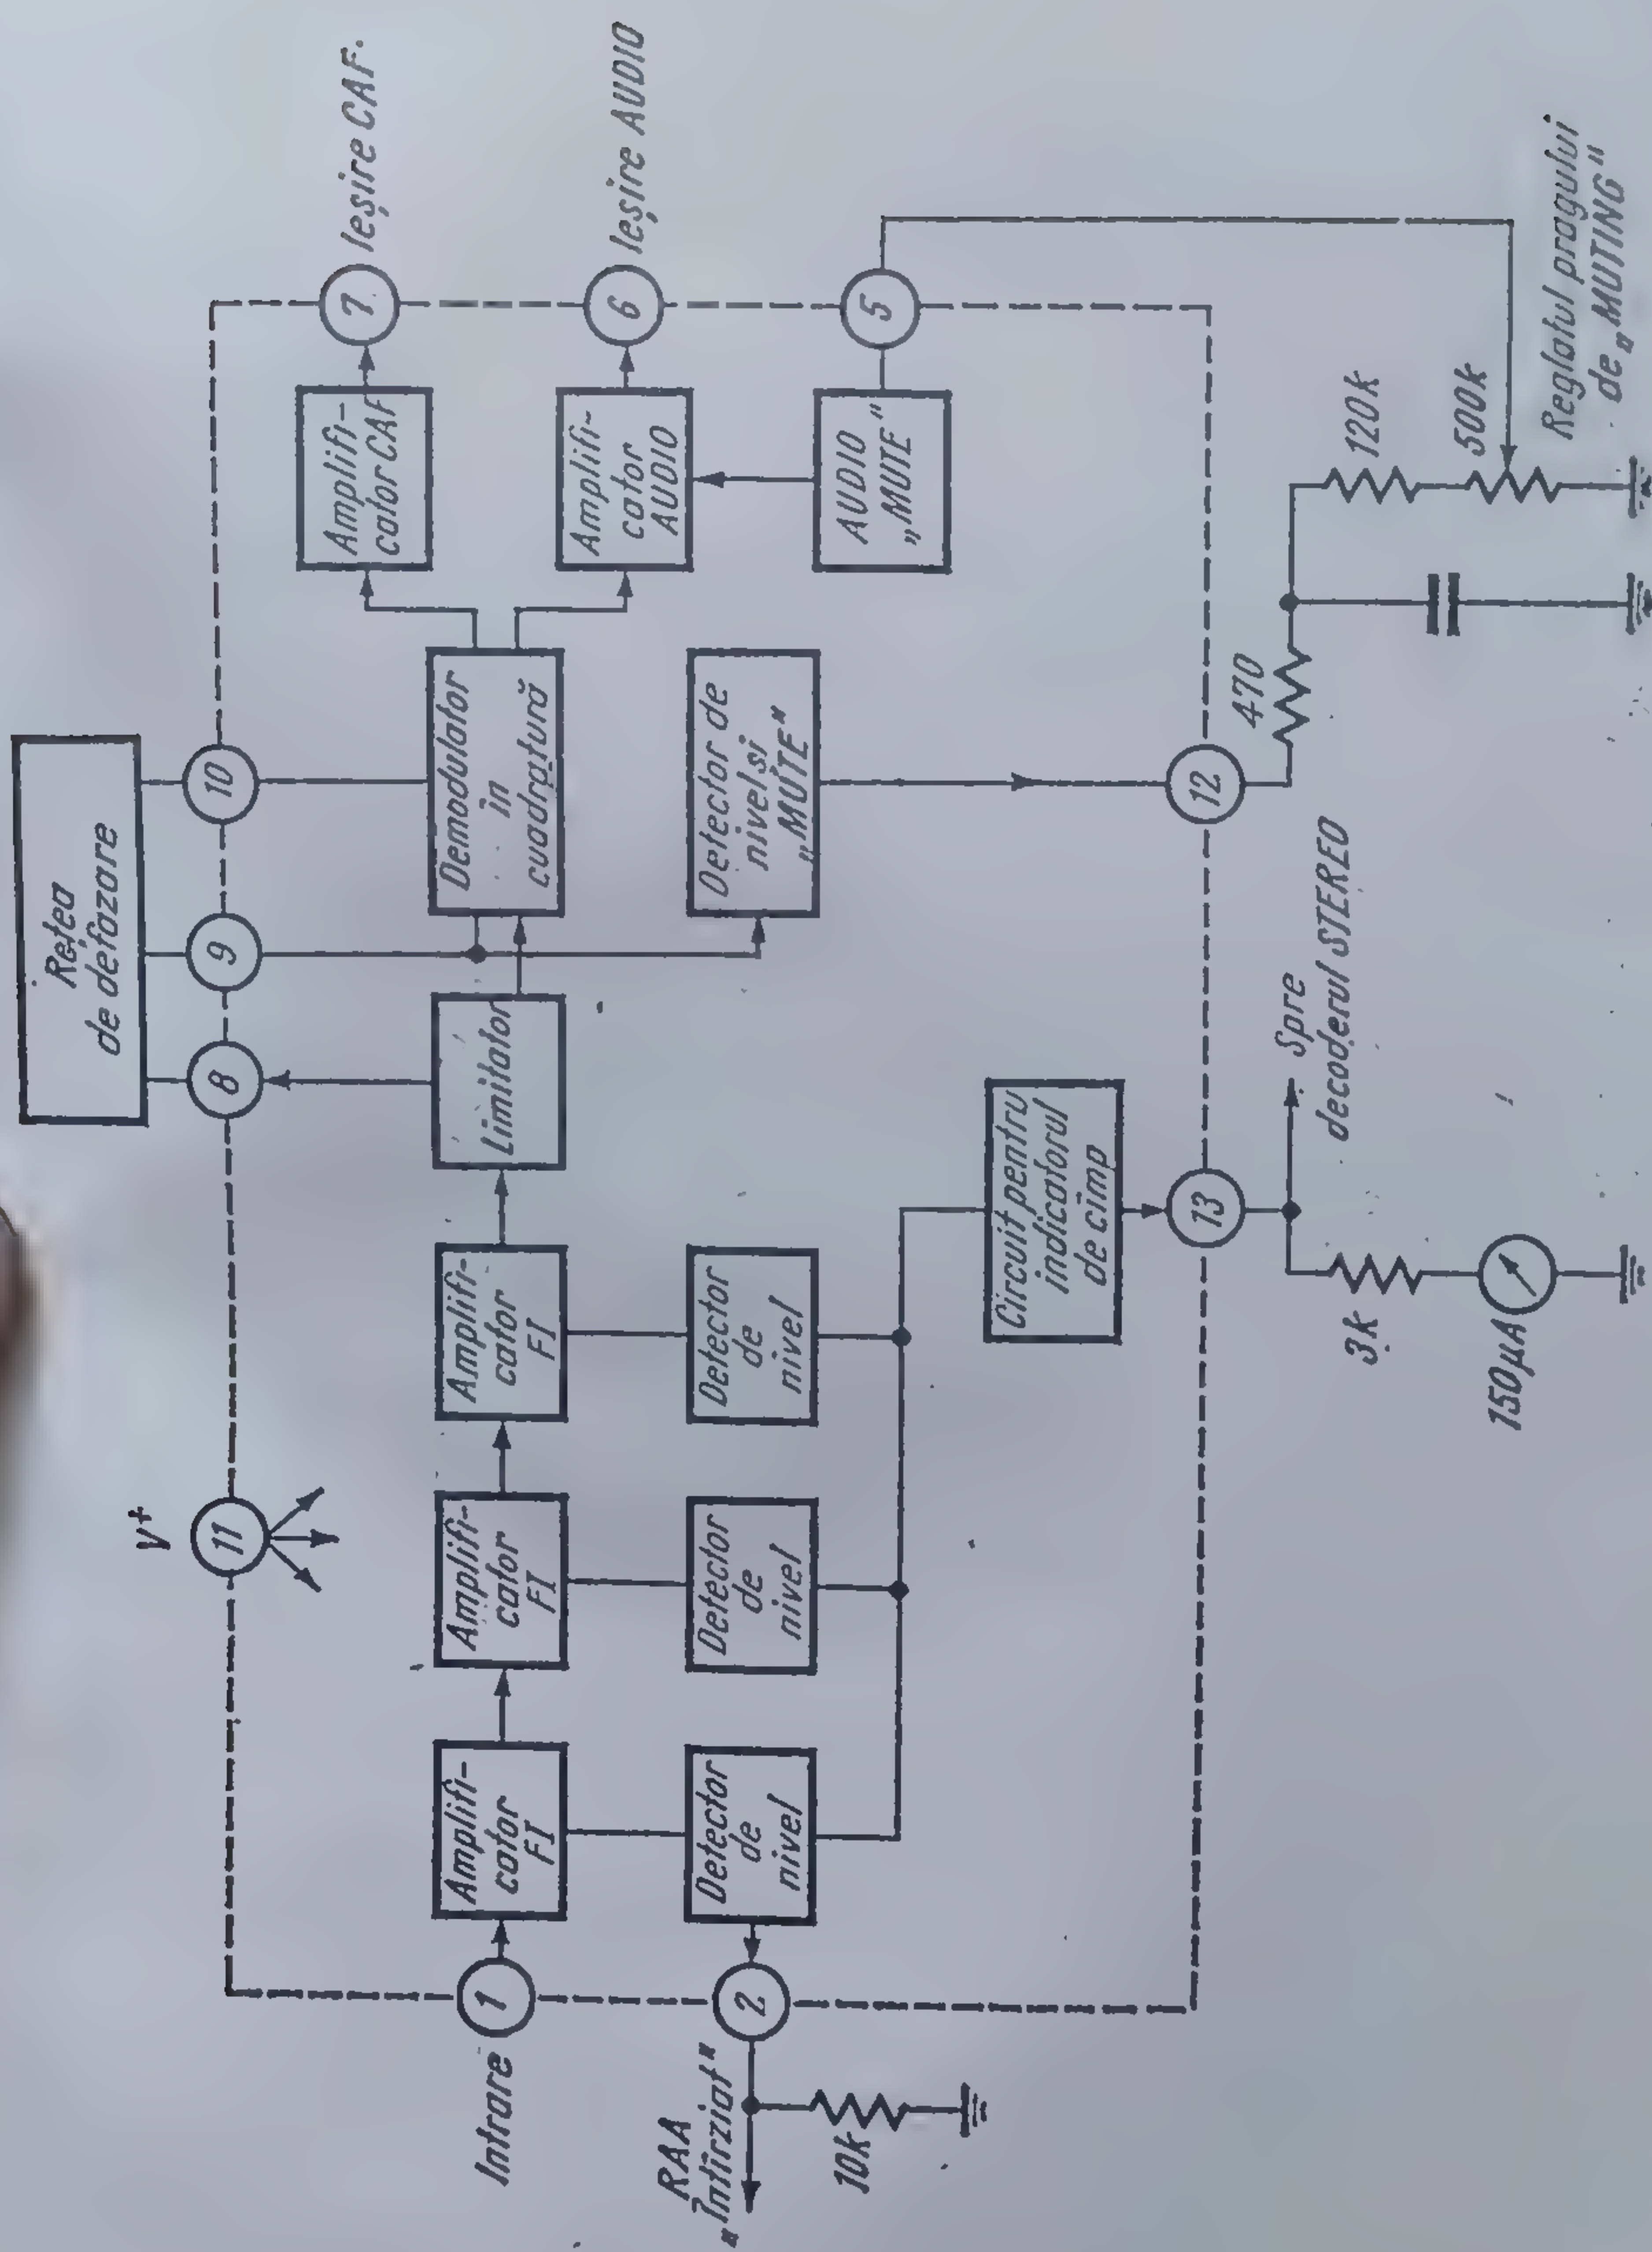 Rețea
de defazare
V+
11
8
9
10
Amplifi-
cator
FI
Amplifi-
cator
FI
Amplifi-
cator
FI
Limitator
Demodulator
in
cuadratură
Amplifi-
cator CAF
7
Ieșire CAF.
Intrare
1
Amplifi-
cator
AUDIO
6
Ieșire AUDIO
RAA
„Întîrziat"
2
10k
Detector
de
nivel
Detector
de
nivel
Detector
de
nivel
Detector de
nivel și
„MUTE"
AUDIO
„MUTE"
5
Circuit pentru
indicatorul
de cîmp
13
12
Spre
decoderul STEREO
3k
150µA
470
120k
500k
Reglatul pragului
de „MUTING"